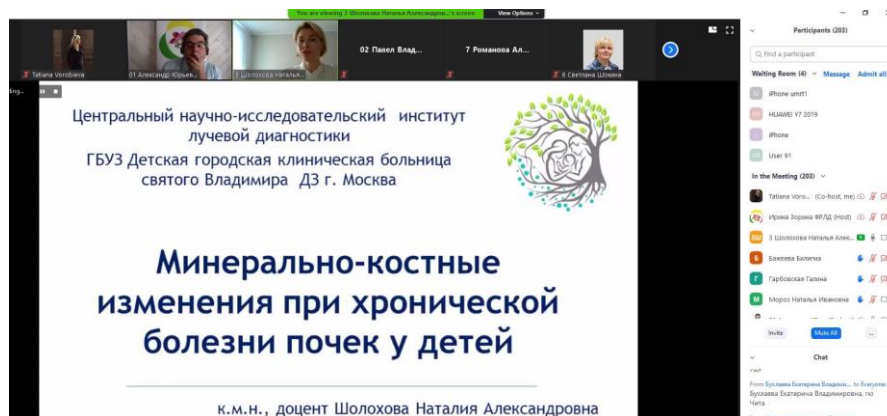 You are viewing 3 Шолохова Наталья Александров...'s screen
View Options
Tatiana Vorobieva
01 Александр Юрьев...
3 Шолохова Наталья...
02 Павел Влад...
7 Романова Ал...
6 Светлана Шокина
Центральный научно-исследовательский институт
лучевой диагностики
ГБУЗ Детская городская клиническая больница
святого Владимира ДЗ г. Москва
Минерально-костные
изменения при хронической
болезни почек у детей
к.м.н., доцент Шолохова Наталия Александровна
Participants (203)
Find a participant
Waiting Room (4)
Message
Admit all
iPhone umrt1
HUAWEI Y7 2019
iPhone
User 91
In the Meeting (203)
Tatiana Voro... (Co-host, me)
Ирина Зорина ФРЛД (Host)
3 Шолохова Наталья Алек...
Бажеева Билигма
Гарбовская Галина
Мороз Наталья Ивановна
Invite
Mute All
...
Chat
From Бухлаева Екатерина Владими... to Everyone:
Бухлаева Екатерина Владимировна, гю
Чита